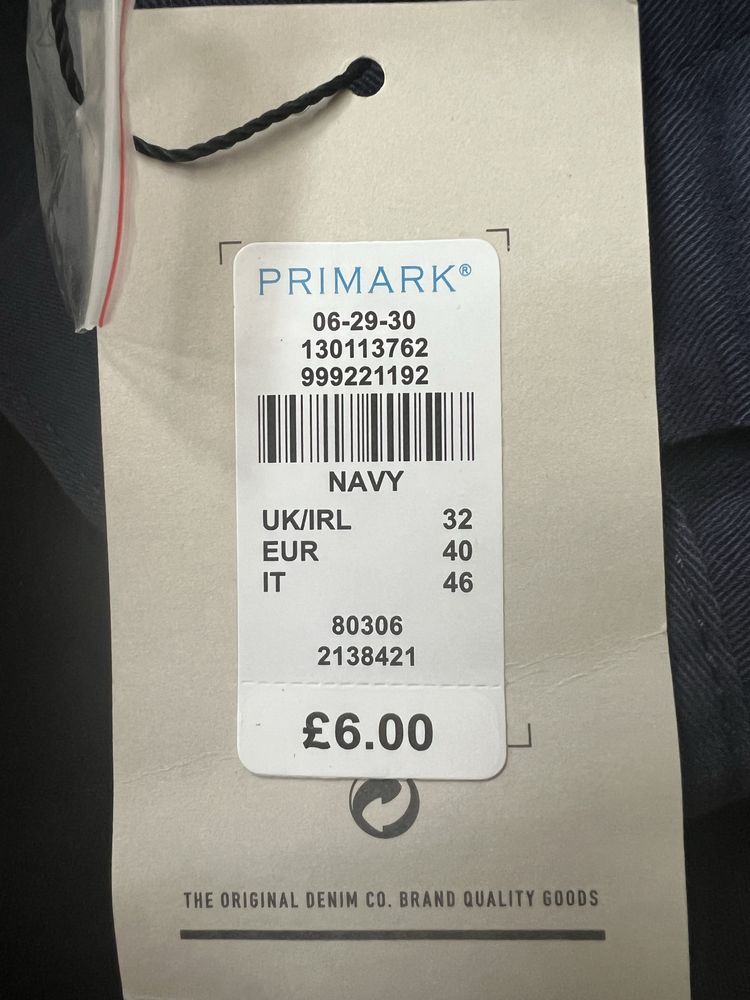 PRIMARK®
06-29-30
130113762
999221192
NAVY
UK/IRL 32
EUR 40
IT 46
80306
2138421
£6.00
THE ORIGINAL DENIM CO. BRAND QUALITY GOODS